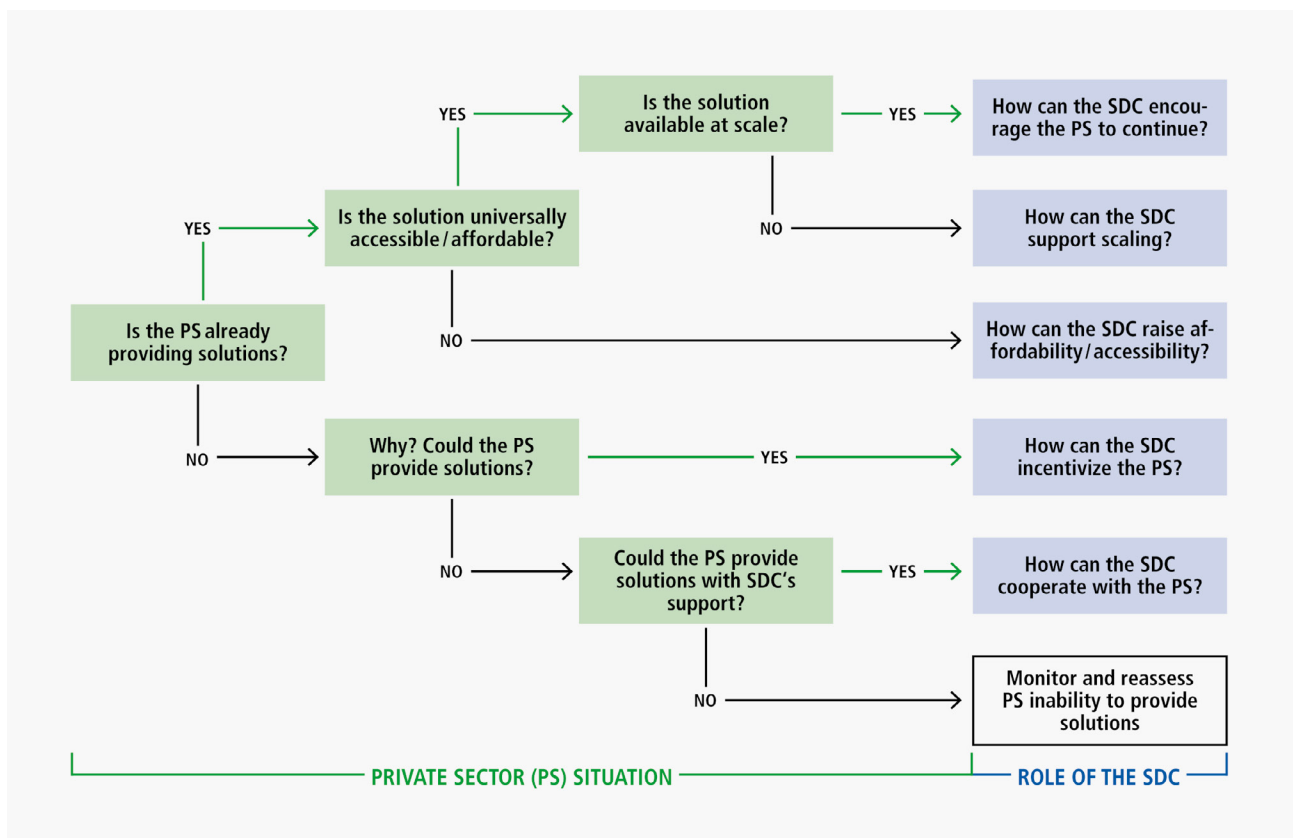 Is the solution
available at scale?
YES
YES
How can the SDC encou-
rage the PS to continue?
Is the solution universally
accessible/affordable?
YES
NO
How can the SDC
support scaling?
Is the PS already
providing solutions?
NO
How can the SDC raise af-
fordability/accessibility?
Why? Could the PS
provide solutions?
NO
YES
How can the SDC
incentivize the PS?
Could the PS provide
solutions with SDC's
support?
NO
YES
How can the SDC
cooperate with the PS?
NO
Monitor and reassess
PS inability to provide
solutions
PRIVATE SECTOR (PS) SITUATION
ROLE OF THE SDC